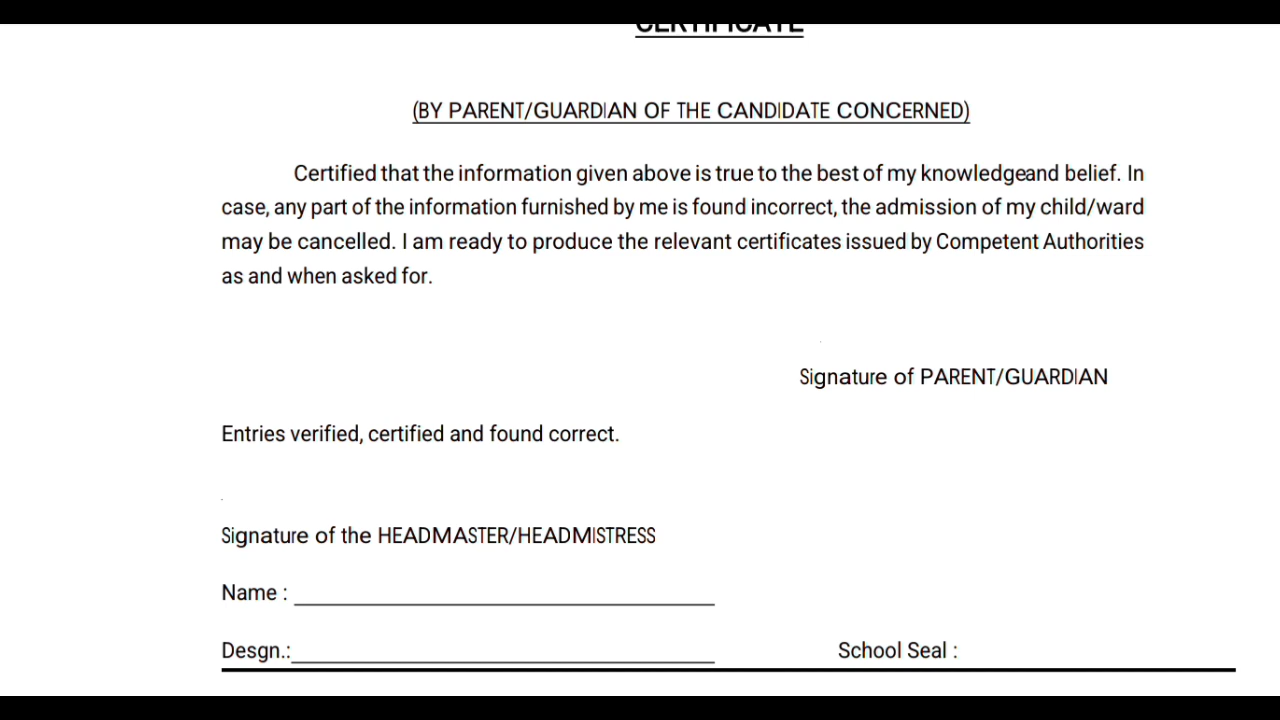 CERTIFICATE
(BY PARENT/GUARDIAN OF THE CANDIDATE CONCERNED)
Certified that the information given above is true to the best of my knowledgeand belief. In
case, any part of the information furnished by me is found incorrect, the admission of my child/ward
may be cancelled. I am ready to produce the relevant certificates issued by Competent Authorities
as and when asked for.
Signature of PARENT/GUARDIAN
Entries verified, certified and found correct.
Signature of the HEADMASTER/HEADMISTRESS
Name :
Desgn.: School Seal :